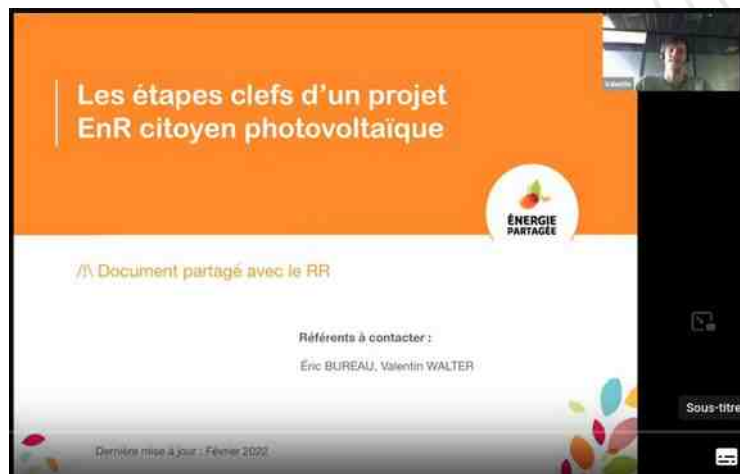 Les étapes clefs d'un projet
EnR citoyen photovoltaïque
ÉNERGIE
PARTAGÉE
/!\ Document partagé avec le RR
Référents à contacter :
Éric BUREAU, Valentin WALTER
Sous-titre
Dernière mise à jour : Février 2022